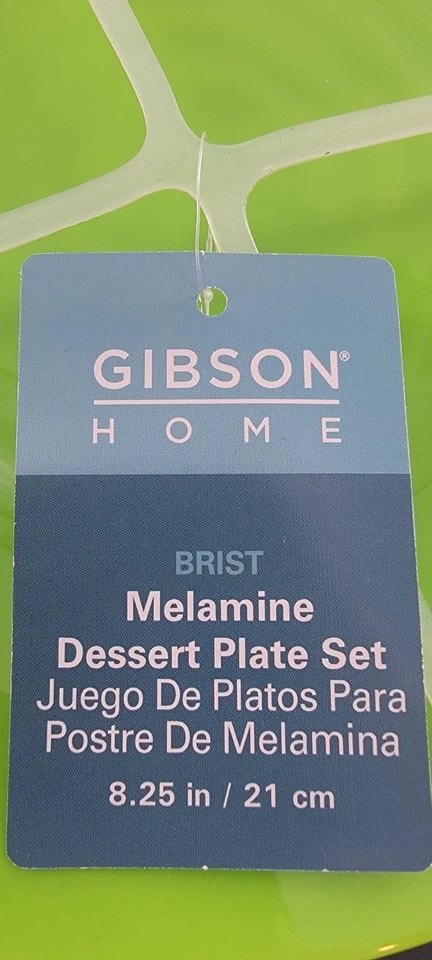 GIBSON®
HOME
BRIST
Melamine
Dessert Plate Set
Juego De Platos Para
Postre De Melamina
8.25 in / 21 cm